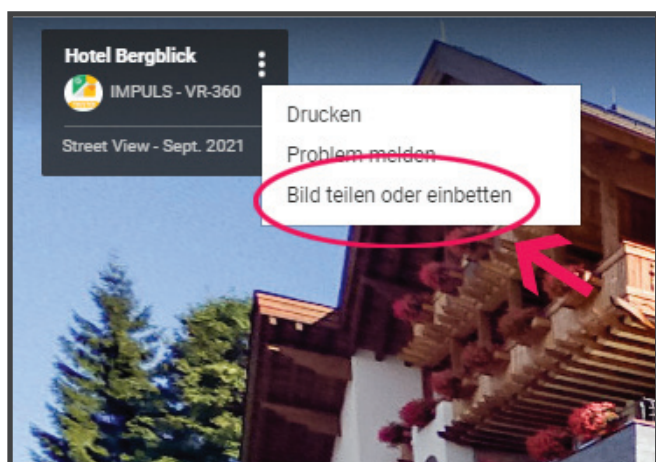 Hotel Bergblick
IMPULS - VR-360
Street View - Sept. 2021
Drucken
Problem melden
Bild teilen oder einbetten